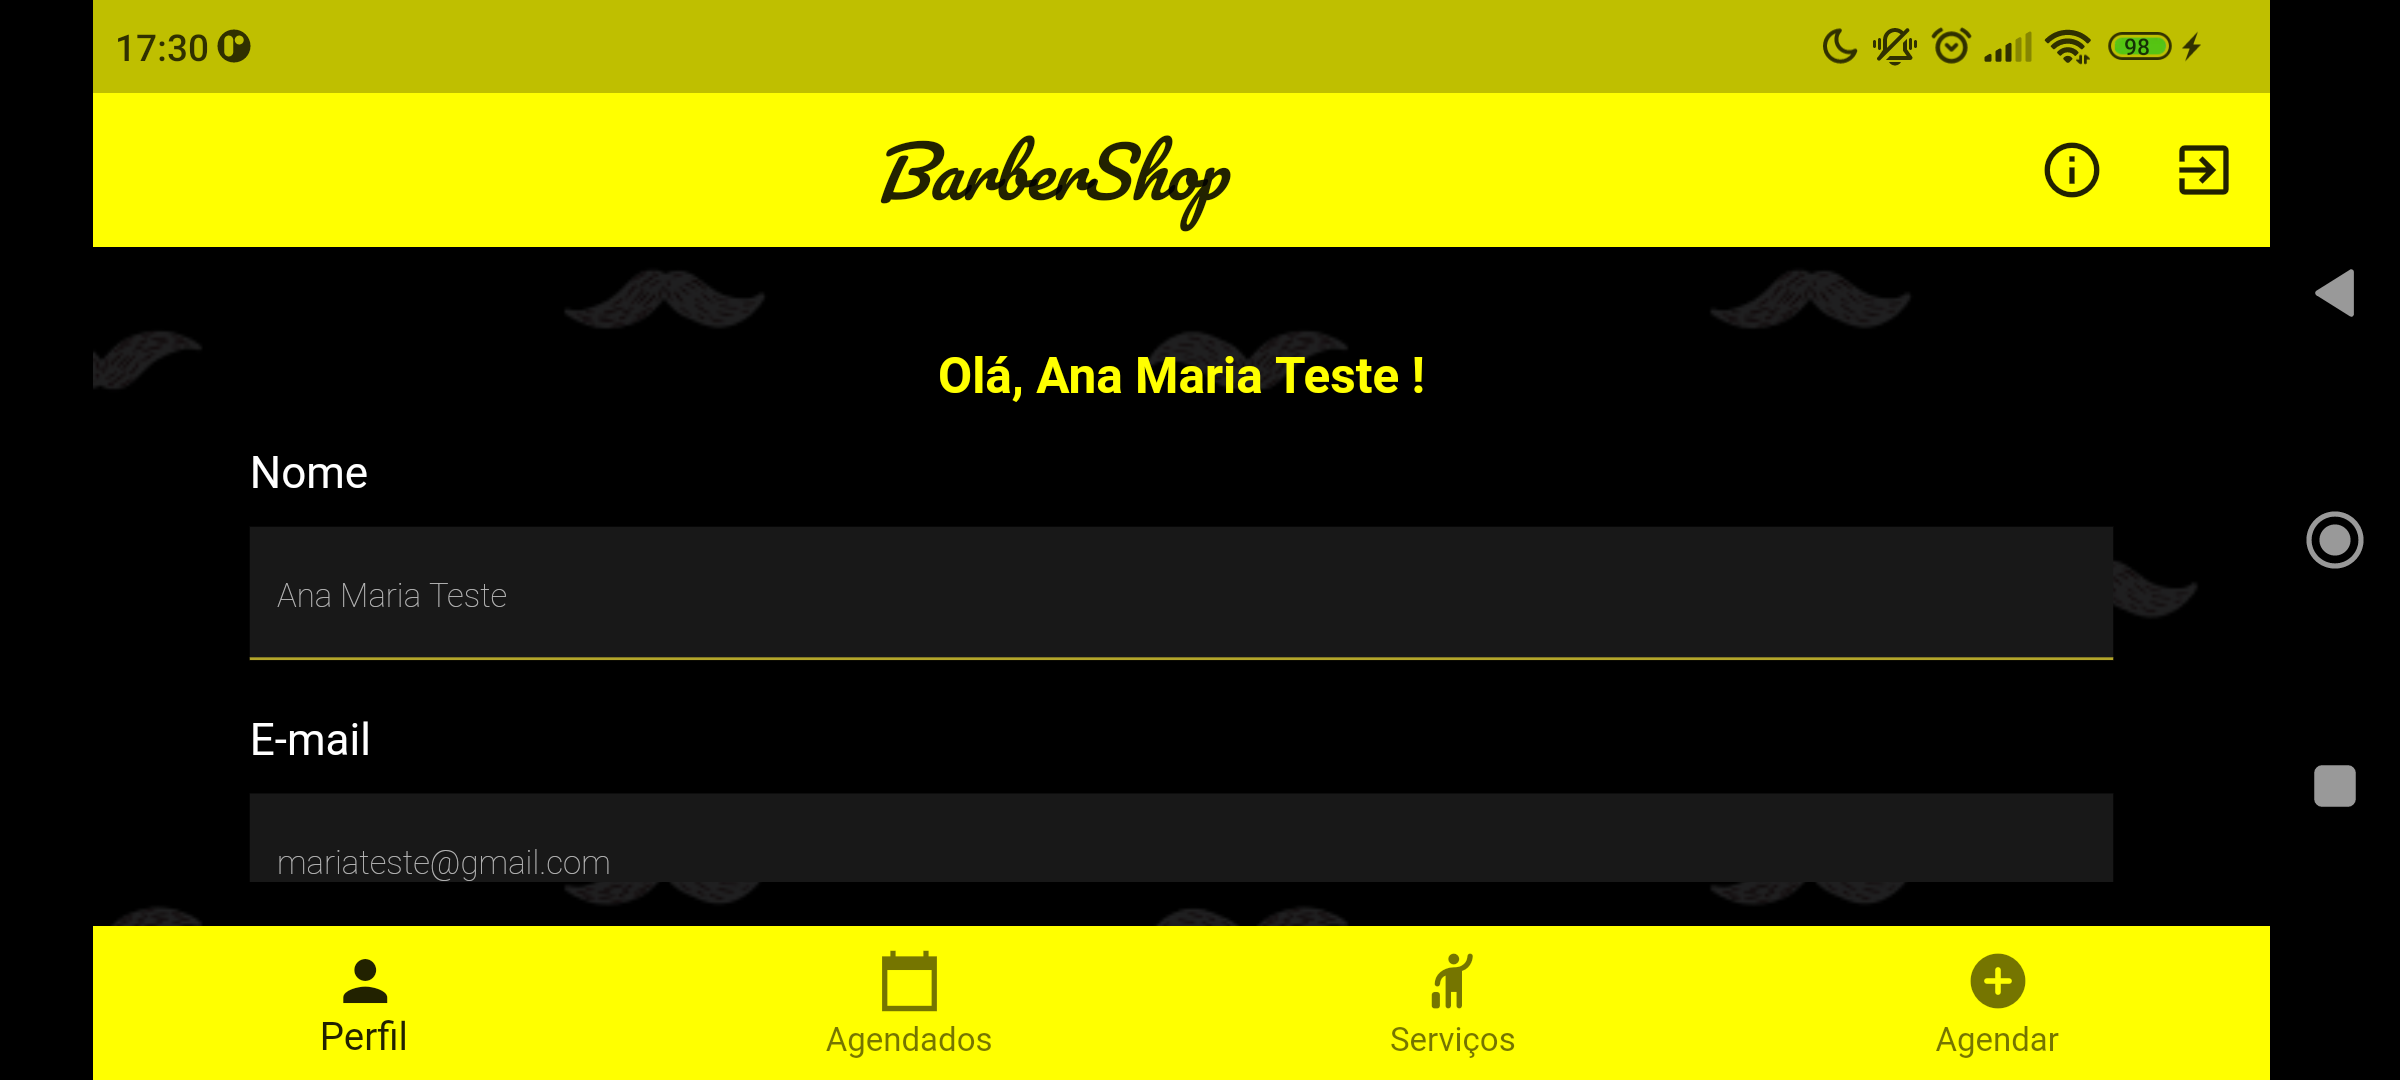 17:30
98
BarberShop
Olá, Ana Maria Teste !
Nome
Ana Maria Teste
E-mail
mariateste@gmail.com
Perfil
Agendados
Serviços
Agendar